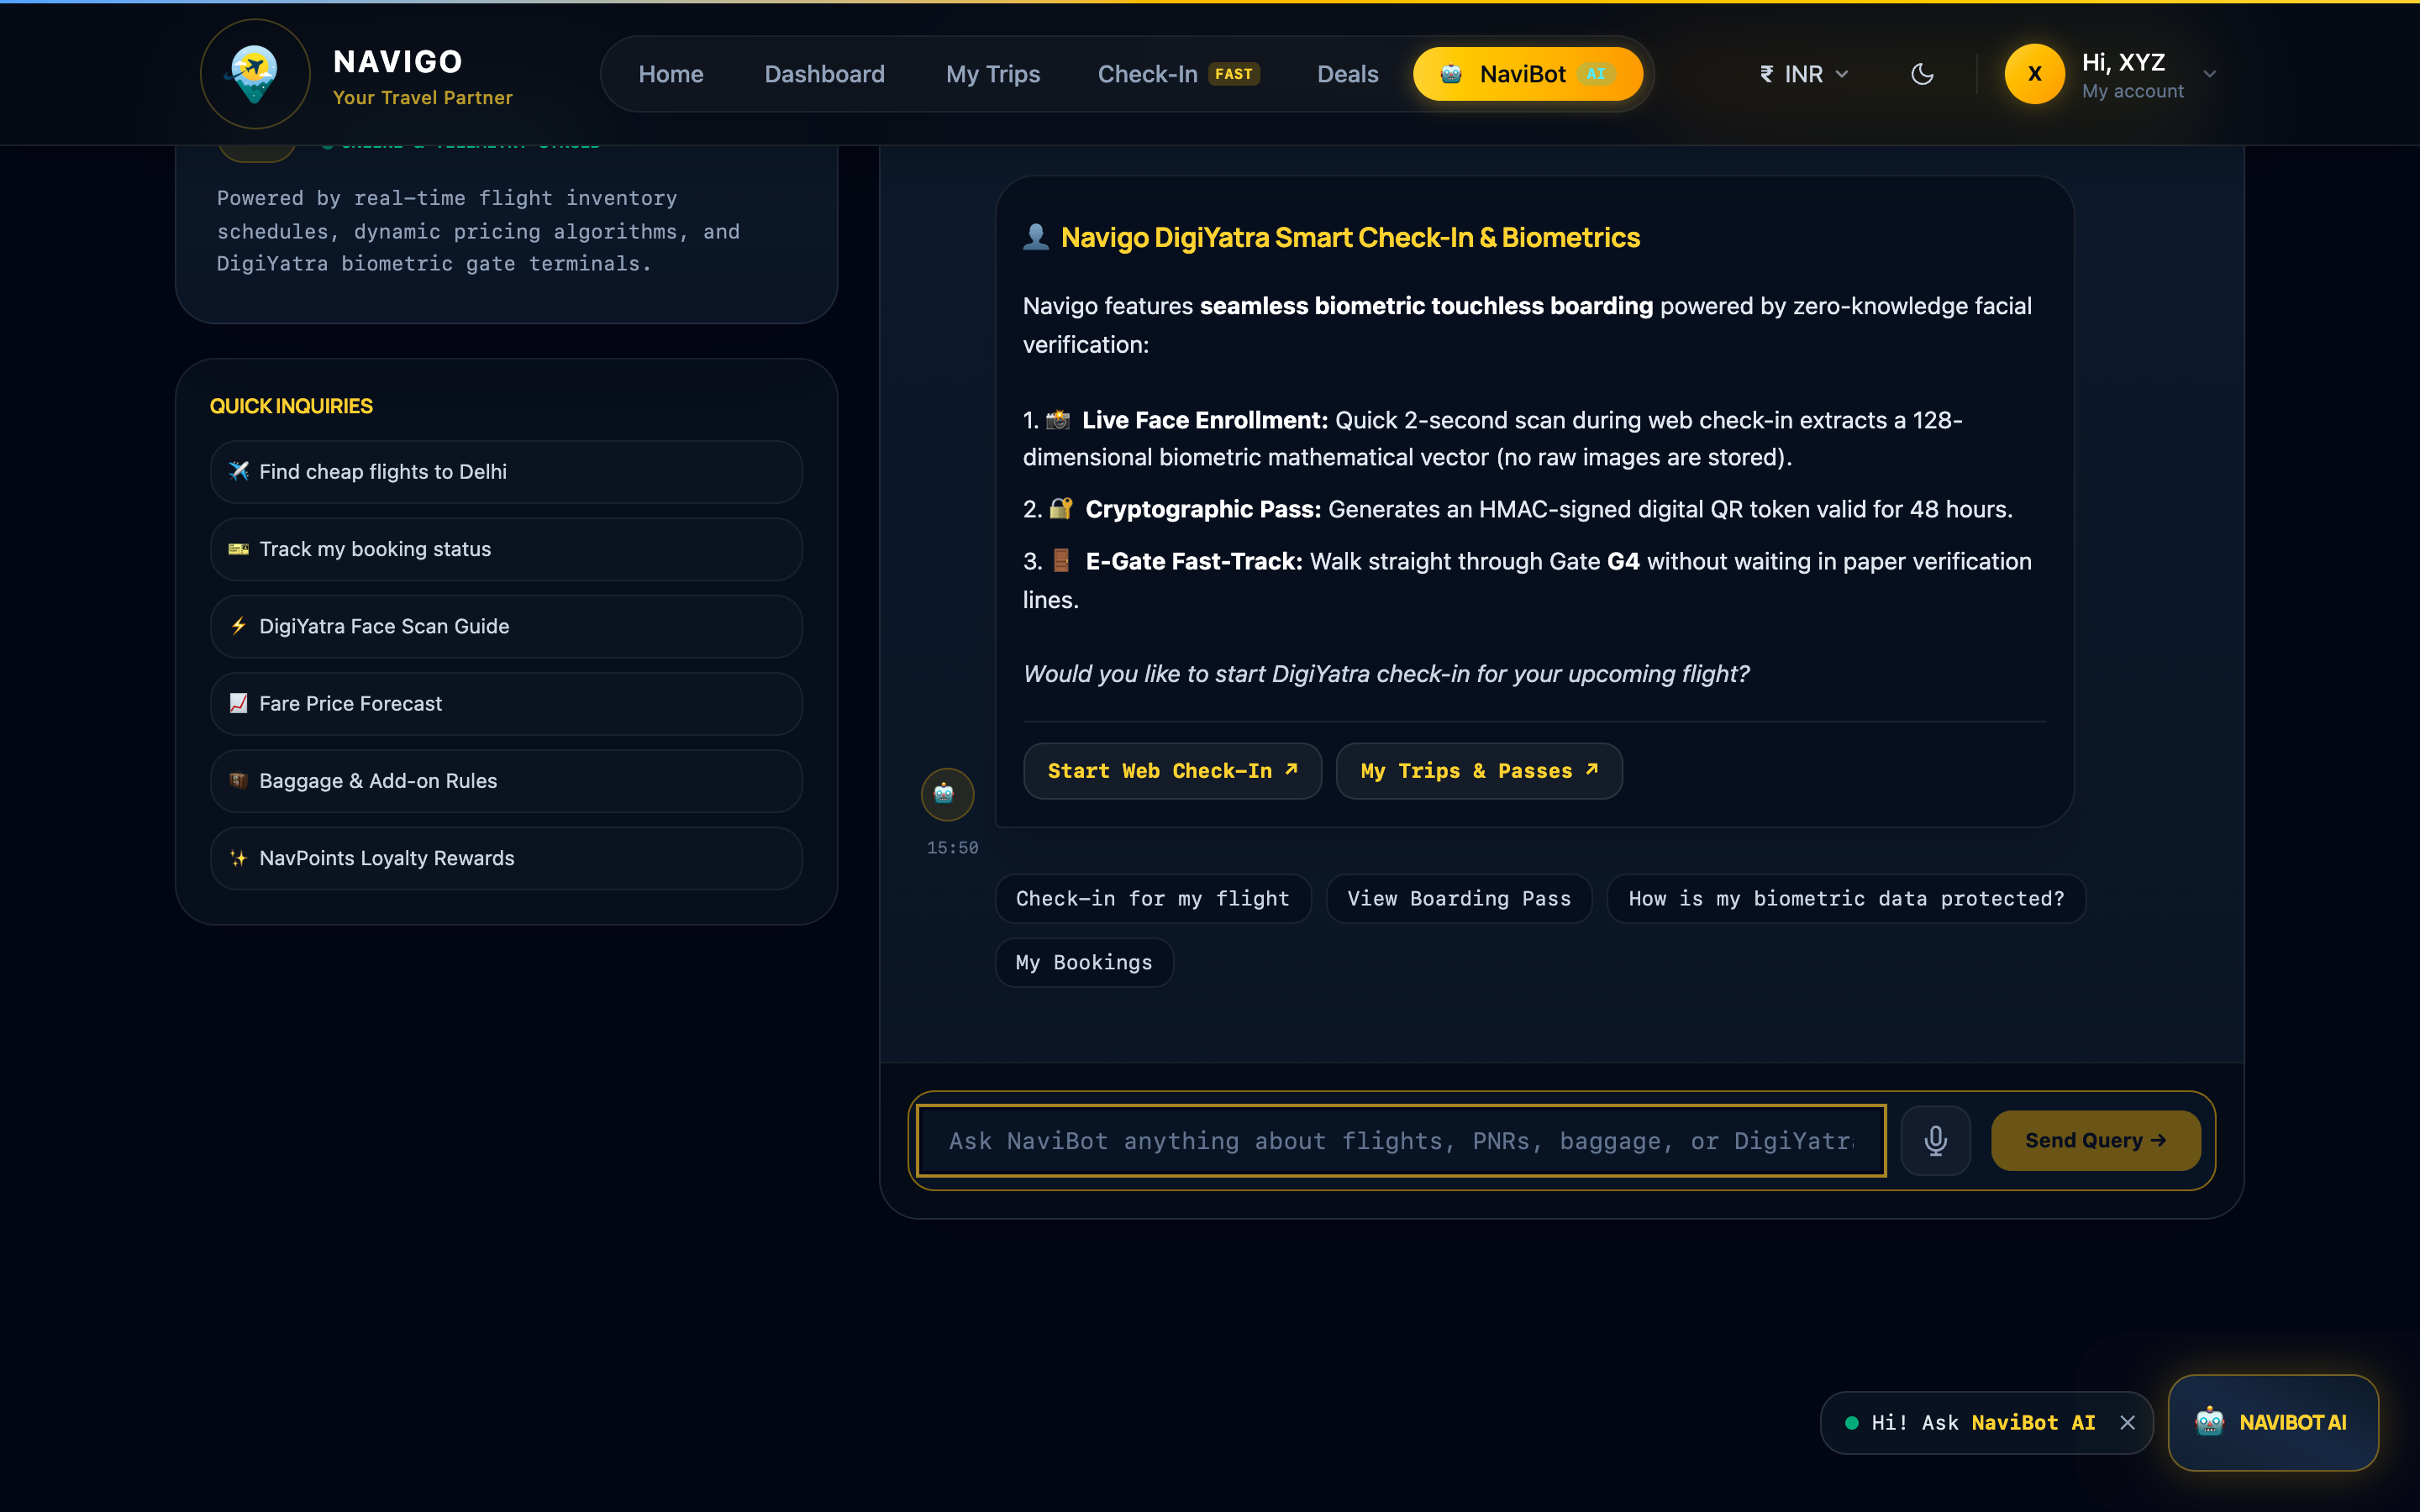 NAVIGO
Your Travel Partner
Home
Dashboard
My Trips
Check-In FAST
Deals
NaviBot AI
₹ INR
X
Hi, XYZ
My account
Powered by real-time flight inventory
schedules, dynamic pricing algorithms, and
DigiYatra biometric gate terminals.
QUICK INQUIRIES
Find cheap flights to Delhi
Track my booking status
DigiYatra Face Scan Guide
Fare Price Forecast
Baggage & Add-on Rules
NavPoints Loyalty Rewards
Navigo DigiYatra Smart Check-In & Biometrics
Navigo features seamless biometric touchless boarding powered by zero-knowledge facial
verification:
1. Live Face Enrollment: Quick 2-second scan during web check-in extracts a 128-
dimensional biometric mathematical vector (no raw images are stored).
2. Cryptographic Pass: Generates an HMAC-signed digital QR token valid for 48 hours.
3. E-Gate Fast-Track: Walk straight through Gate G4 without waiting in paper verification
lines.
Would you like to start DigiYatra check-in for your upcoming flight?
Start Web Check-In ↗
My Trips & Passes ↗
15:50
Check-in for my flight
View Boarding Pass
How is my biometric data protected?
My Bookings
Ask NaviBot anything about flights, PNRs, baggage, or DigiYatr
Send Query →
Hi! Ask NaviBot AI
NAVIBOT AI